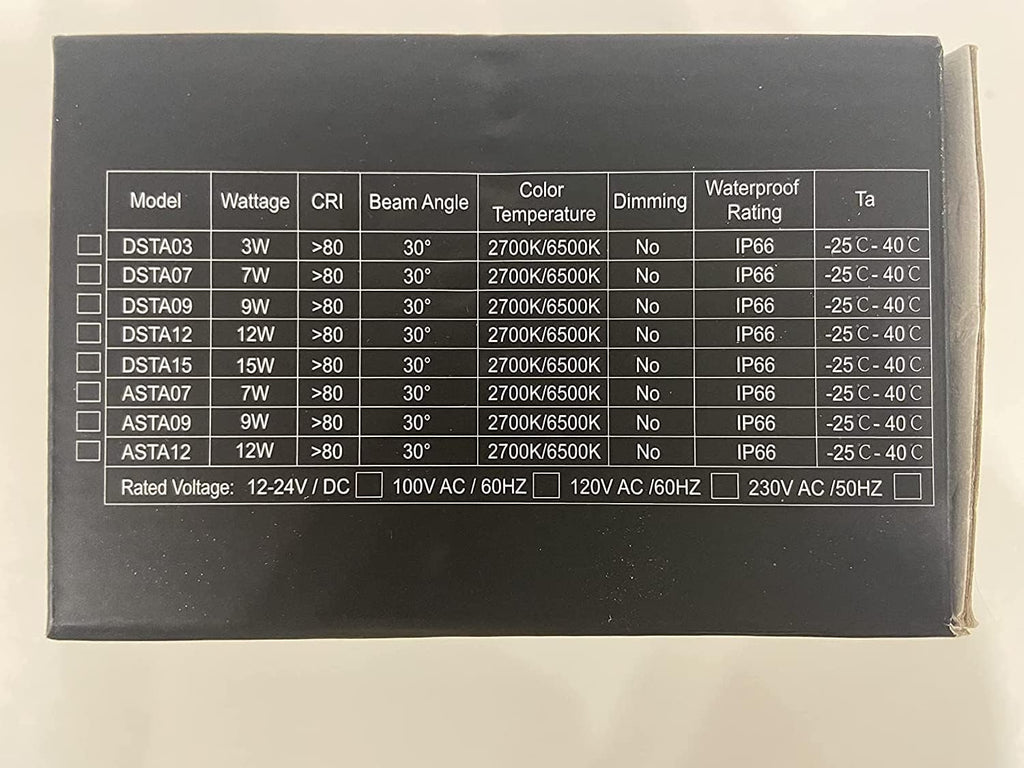 Model Wattage CRI Beam Angle Color Temperature Dimming Waterproof Rating Ta
DSTA03 3W >80 30° 2700K/6500K No IP66 -25℃- 40℃
DSTA07 7W >80 30° 2700K/6500K No IP66 -25℃- 40℃
DSTA09 9W >80 30° 2700K/6500K No IP66 -25℃- 40℃
DSTA12 12W >80 30° 2700K/6500K No IP66 -25℃- 40℃
DSTA15 15W >80 30° 2700K/6500K No IP66 -25℃- 40℃
ASTA07 7W >80 30° 2700K/6500K No IP66 -25℃- 40℃
ASTA09 9W >80 30° 2700K/6500K No IP66 -25℃- 40℃
ASTA12 12W >80 30° 2700K/6500K No IP66 -25℃- 40℃
Rated Voltage: 12-24V / DC 100V AC / 60HZ 120V AC /60HZ 230V AC /50HZ